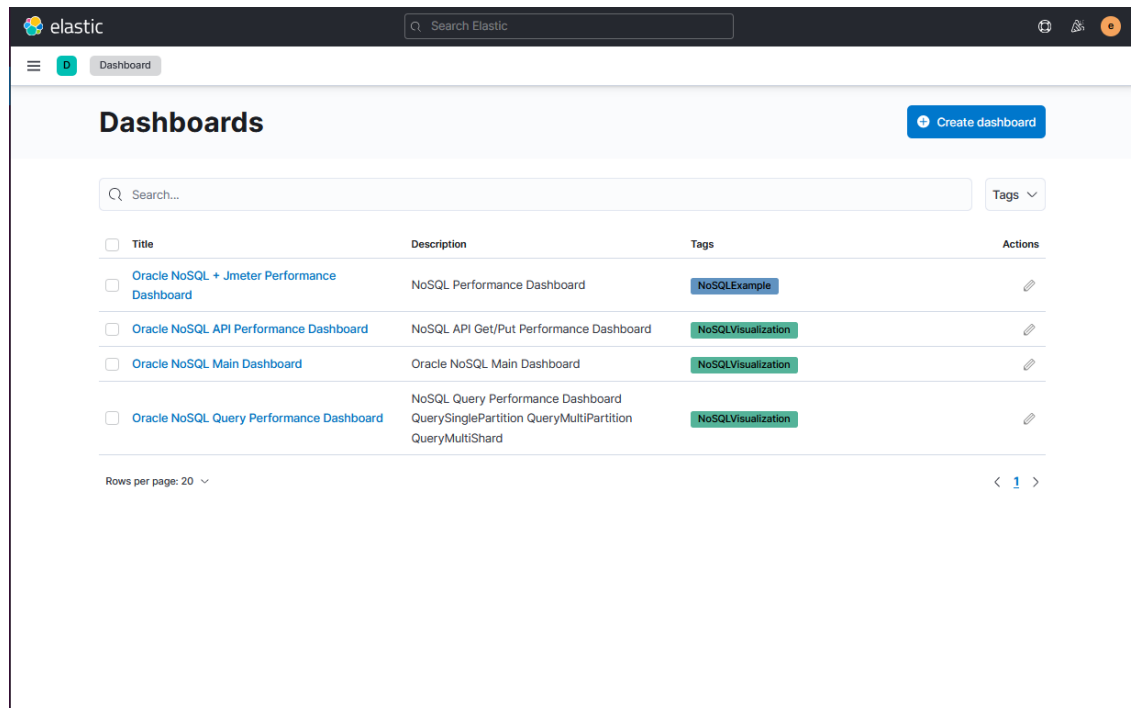 elastic
Search Elastic
e
D
Dashboard
Dashboards
Create dashboard
Search...
Tags
Title Description Tags Actions
Oracle NoSQL + Jmeter Performance
Dashboard
NoSQL Performance Dashboard
NoSQLExample
Oracle NoSQL API Performance Dashboard
NoSQL API Get/Put Performance Dashboard
NoSQLVisualization
Oracle NoSQL Main Dashboard
Oracle NoSQL Main Dashboard
NoSQLVisualization
Oracle NoSQL Query Performance Dashboard
NoSQL Query Performance Dashboard
QuerySinglePartition QueryMultiPartition
QueryMultiShard
NoSQLVisualization
Rows per page: 20
1